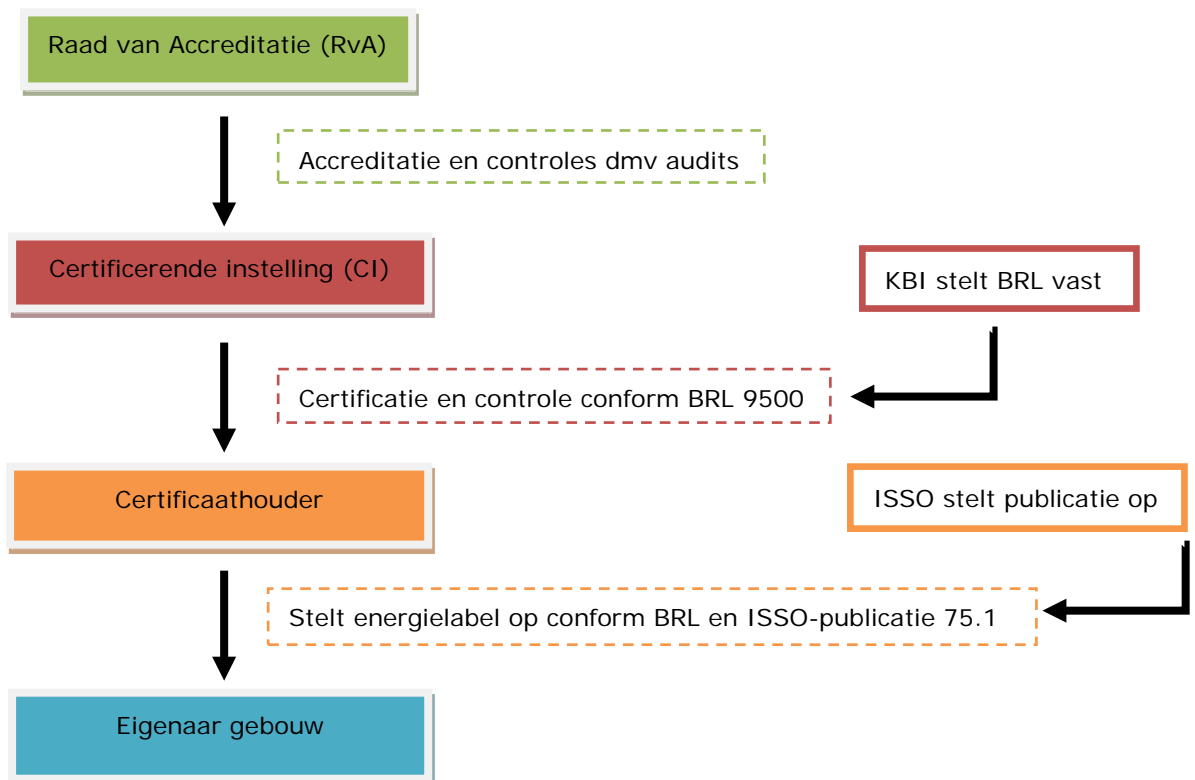 Raad van Accreditatie (RvA)
Accreditatie en controles dmv audits
Certificerende instelling (CI)
KBI stelt BRL vast
Certificatie en controle conform BRL 9500
Certificaathouder
ISSO stelt publicatie op
Stelt energielabel op conform BRL en ISSO-publicatie 75.1
Eigenaar gebouw